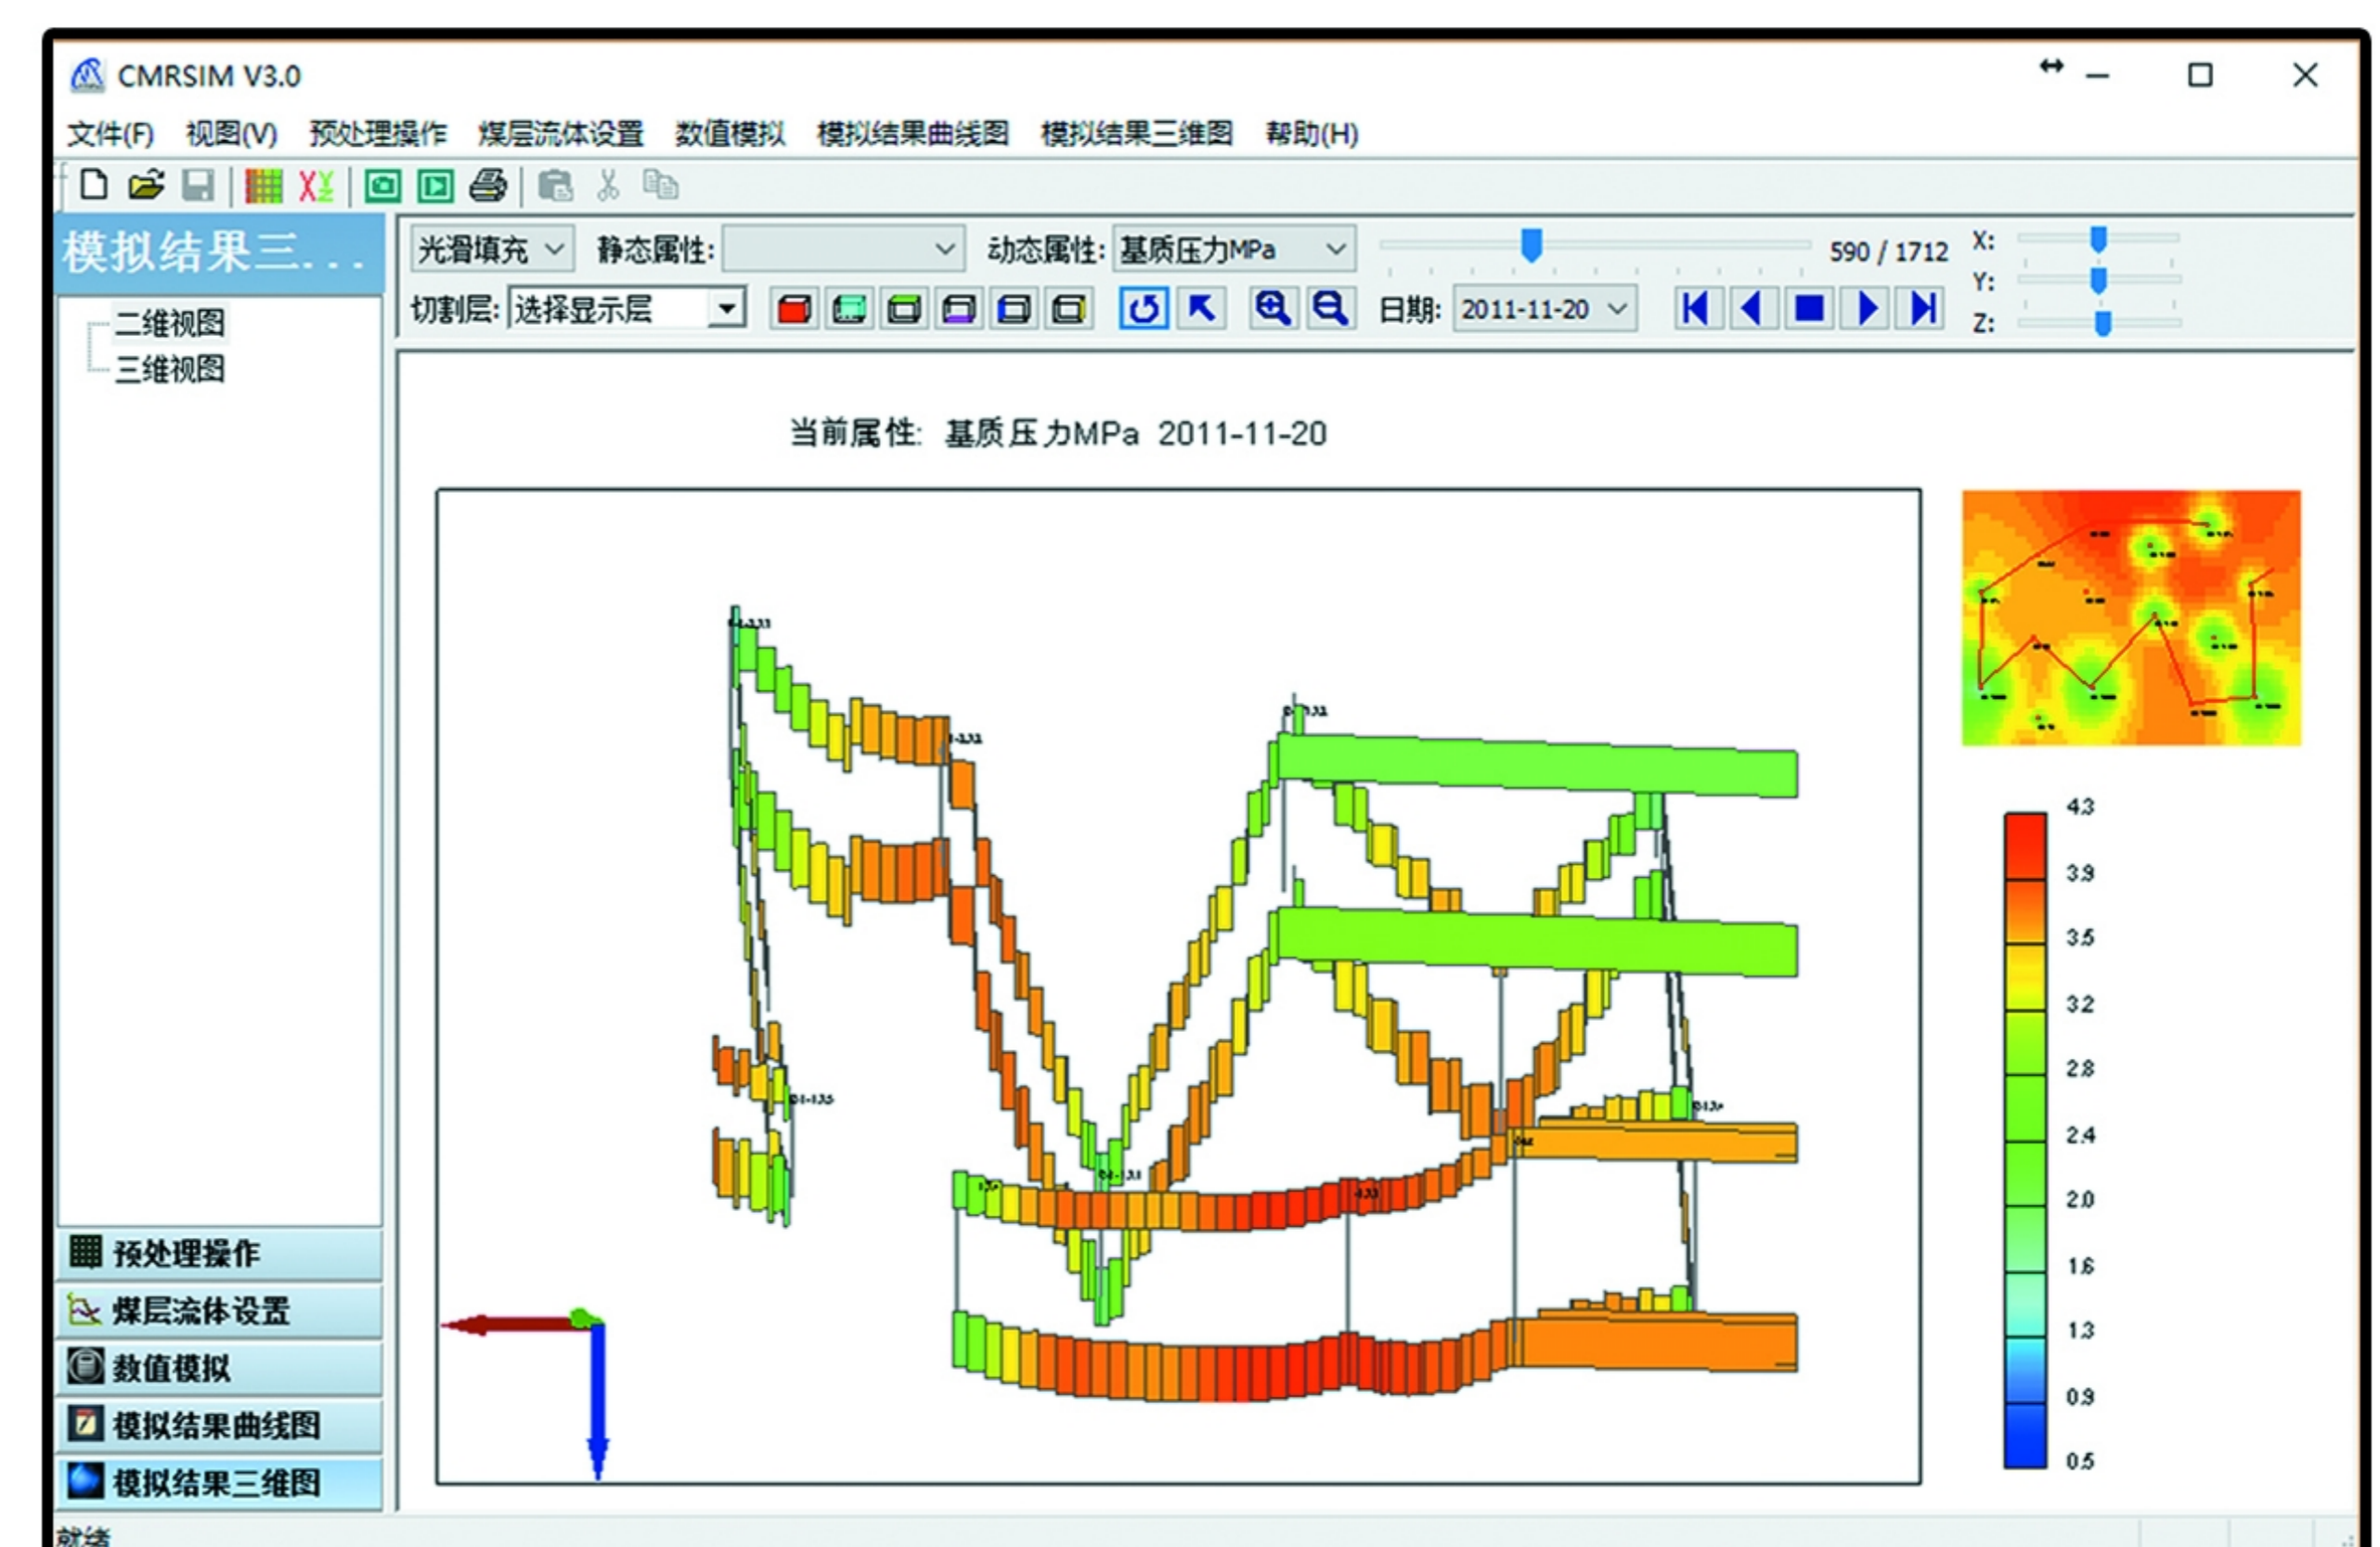 CMRSIM V3.0
文件(F) 视图(V) 预处理操作 煤层流体设置 数值模拟 模拟结果曲线图 模拟结果三维图 帮助(H)
模拟结果三...
光滑填充 静态属性: 动态属性: 基质压力MPa 590 / 1712 X:
Y:
切割层: 选择显示层 日期: 2011-11-20 Z:
二维视图
三维视图
当前属性: 基质压力MPa 2011-11-20
4.3
3.9
3.5
3.2
2.8
2.4
2.0
1.6
1.3
0.9
0.5
预处理操作
煤层流体设置
数值模拟
模拟结果曲线图
模拟结果三维图
就绪